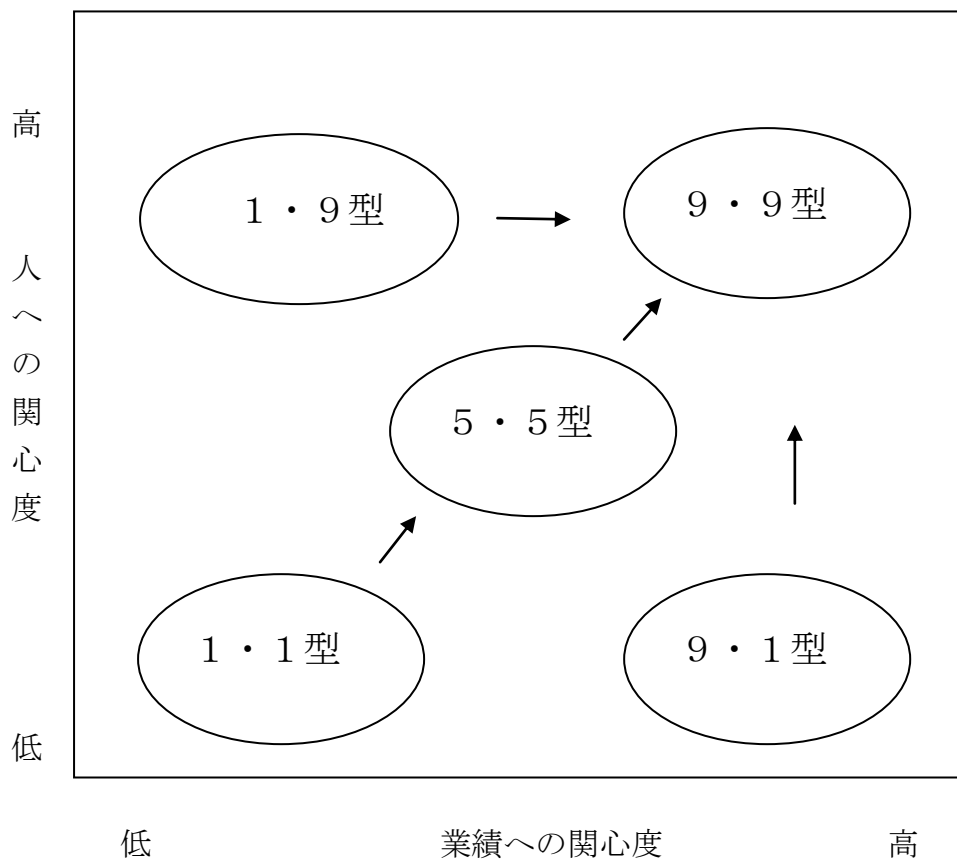 高
人への関心度
低
１・９型
９・９型
５・５型
１・１型
９・１型
低
業績への関心度
高